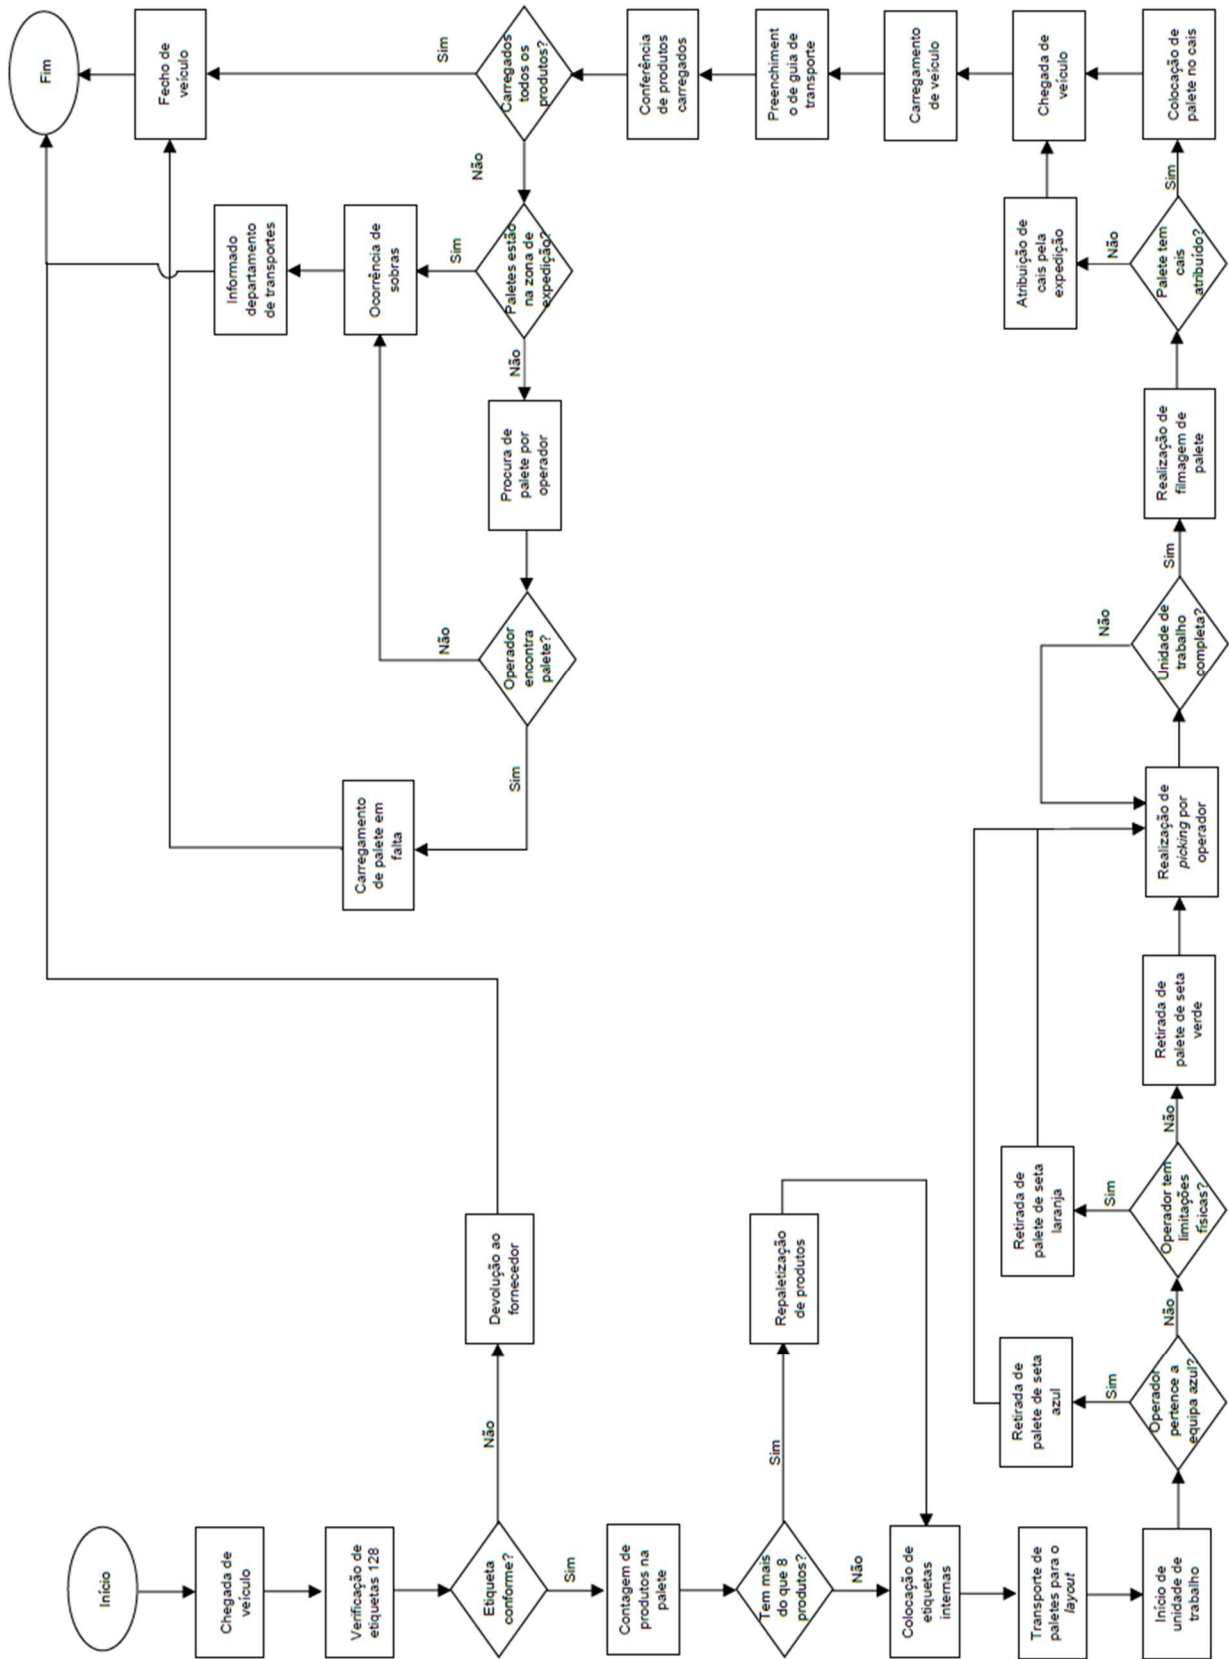 Início
Chegada de
veículo
Verificação de
etiquetas 128
Etiqueta
conforme?
Não
Devolução ao
fornecedor
Sim
Contagem de
produtos na
palete
Tem mais
do que 8
produtos?
Sim
Repaletização
de produtos
Não
Colocação de
etiquetas
internas
Transporte de
paletes para o
layout
Início de
unidade de
trabalho
Operador
pertence a
equipa azul?
Sim
Retirada de
palete de seta
azul
Não
Operador tem
limitações
físicas?
Sim
Retirada de
palete de seta
laranja
Não
Retirada de
palete de seta
verde
Realização de
picking por
operador
Unidade de
trabalho
completa?
Não
Sim
Realização de
filmagem de
palete
Palete tem
cais
atribuído?
Não
Atribuição de
cais pela
expedição
Sim
Colocação de
palete no cais
Chegada de
veículo
Carregamento
de veículo
Preenchiment
o de guia de
transporte
Conferência
de produtos
carregados
Carregados
todos os
produtos?
Sim
Não
Paletes estão
na zona de
expedição?
Sim
Ocorrência de
sobras
Informado
departamento
de transportes
Não
Procura de
palete por
operador
Operador
encontra
palete?
Não
Sim
Carregamento
de palete em
falta
Fecho de
veículo
Fim